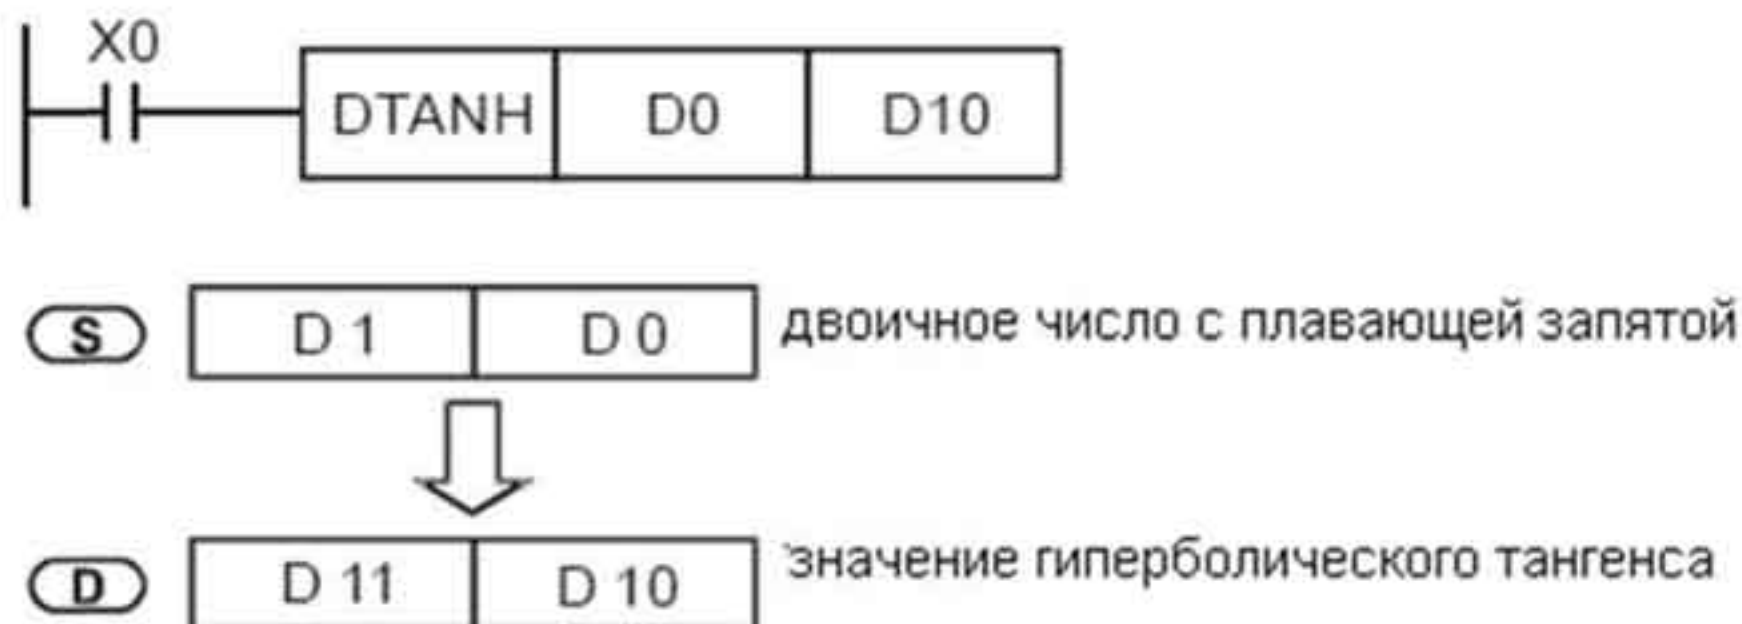 X0
DTANH D0 D10
S D 1 D 0 двоичное число с плавающей запятой
D D 11 D 10 значение гиперболического тангенса